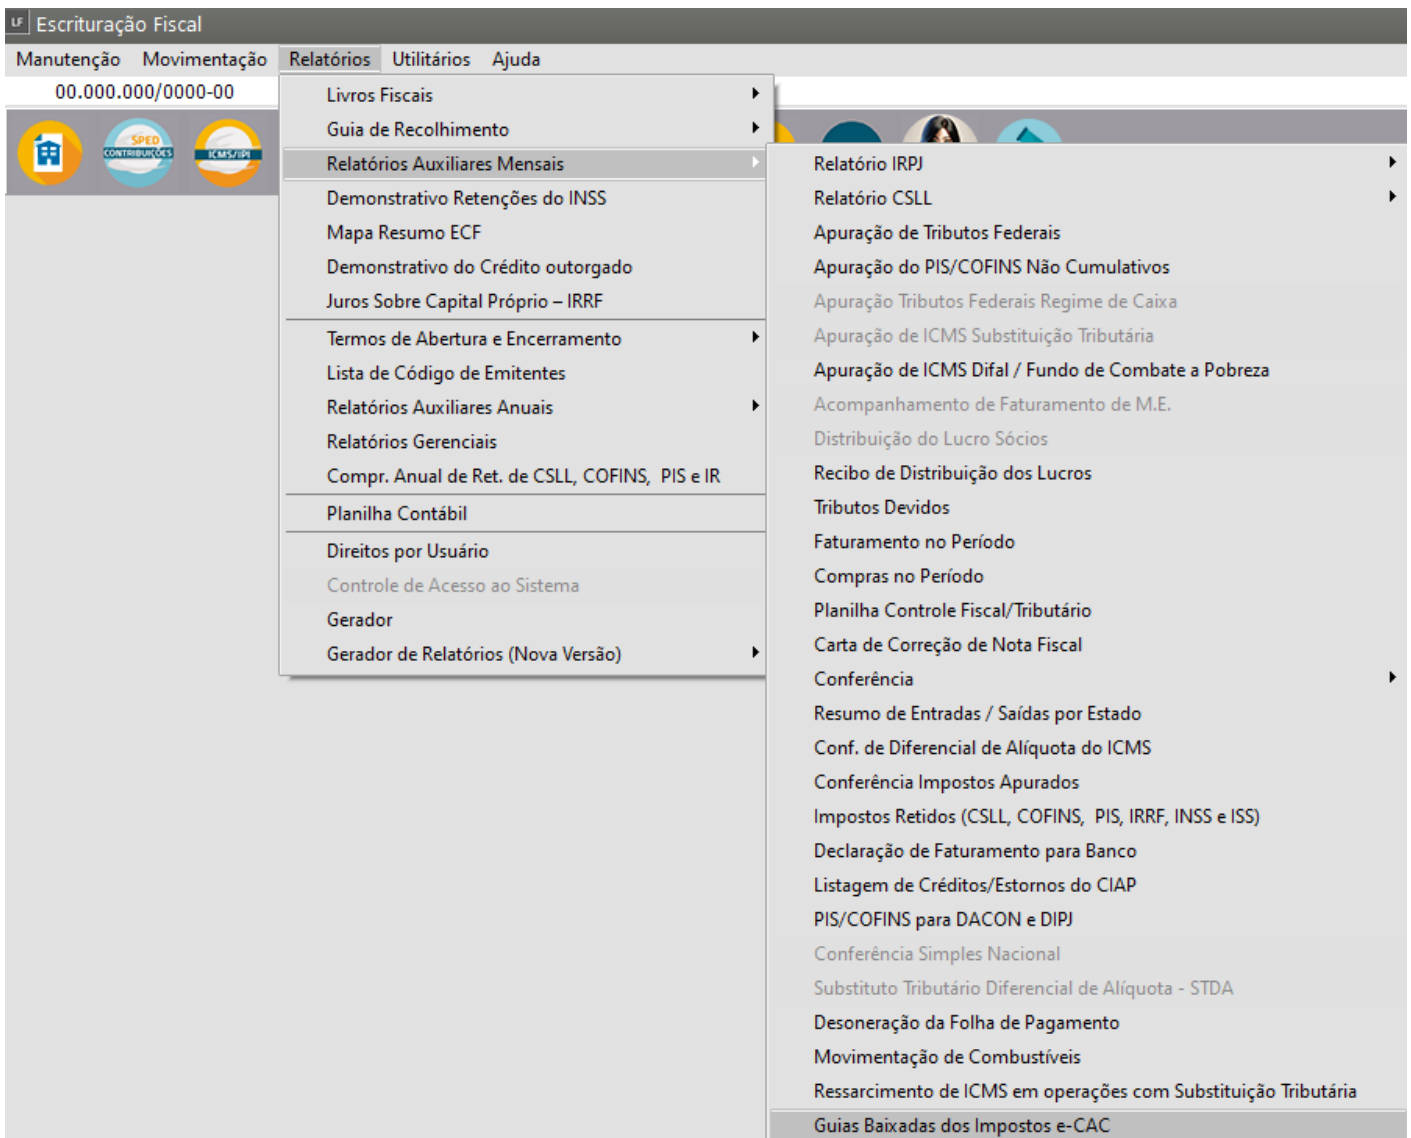 LF Escrituração Fiscal
Manutenção Movimentação Relatórios Utilitários Ajuda
00.000.000/0000-00
SPED
CONTRIBUIÇÕES
ICMS/IPI
Livros Fiscais
Guia de Recolhimento
Relatórios Auxiliares Mensais
Demonstrativo Retenções do INSS
Mapa Resumo ECF
Demonstrativo do Crédito outorgado
Juros Sobre Capital Próprio – IRRF
Termos de Abertura e Encerramento
Lista de Código de Emitentes
Relatórios Auxiliares Anuais
Relatórios Gerenciais
Compr. Anual de Ret. de CSLL, COFINS, PIS e IR
Planilha Contábil
Direitos por Usuário
Controle de Acesso ao Sistema
Gerador
Gerador de Relatórios (Nova Versão)
Relatório IRPJ
Relatório CSLL
Apuração de Tributos Federais
Apuração do PIS/COFINS Não Cumulativos
Apuração Tributos Federais Regime de Caixa
Apuração de ICMS Substituição Tributária
Apuração de ICMS Difal / Fundo de Combate a Pobreza
Acompanhamento de Faturamento de M.E.
Distribuição do Lucro Sócios
Recibo de Distribuição dos Lucros
Tributos Devidos
Faturamento no Período
Compras no Período
Planilha Controle Fiscal/Tributário
Carta de Correção de Nota Fiscal
Conferência
Resumo de Entradas / Saídas por Estado
Conf. de Diferencial de Alíquota do ICMS
Conferência Impostos Apurados
Impostos Retidos (CSLL, COFINS, PIS, IRRF, INSS e ISS)
Declaração de Faturamento para Banco
Listagem de Créditos/Estornos do CIAP
PIS/COFINS para DACON e DIPJ
Conferência Simples Nacional
Substituto Tributário Diferencial de Alíquota - STDA
Desoneração da Folha de Pagamento
Movimentação de Combustíveis
Ressarcimento de ICMS em operações com Substituição Tributária
Guias Baixadas dos Impostos e-CAC